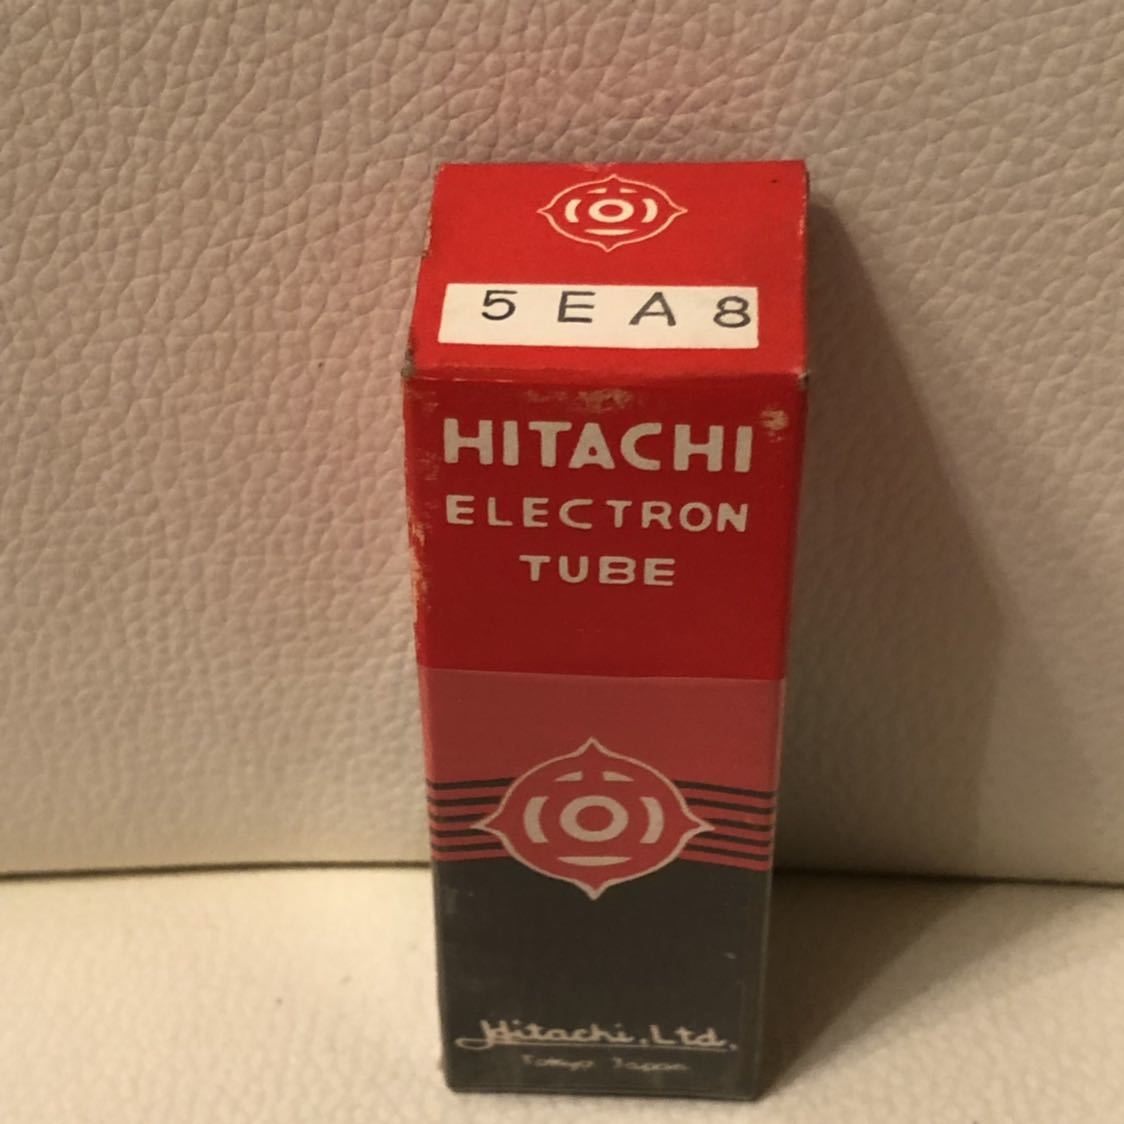 5EA8
HITACHI
ELECTRON
TUBE
Hitachi, Ltd.
Tokyo Japan